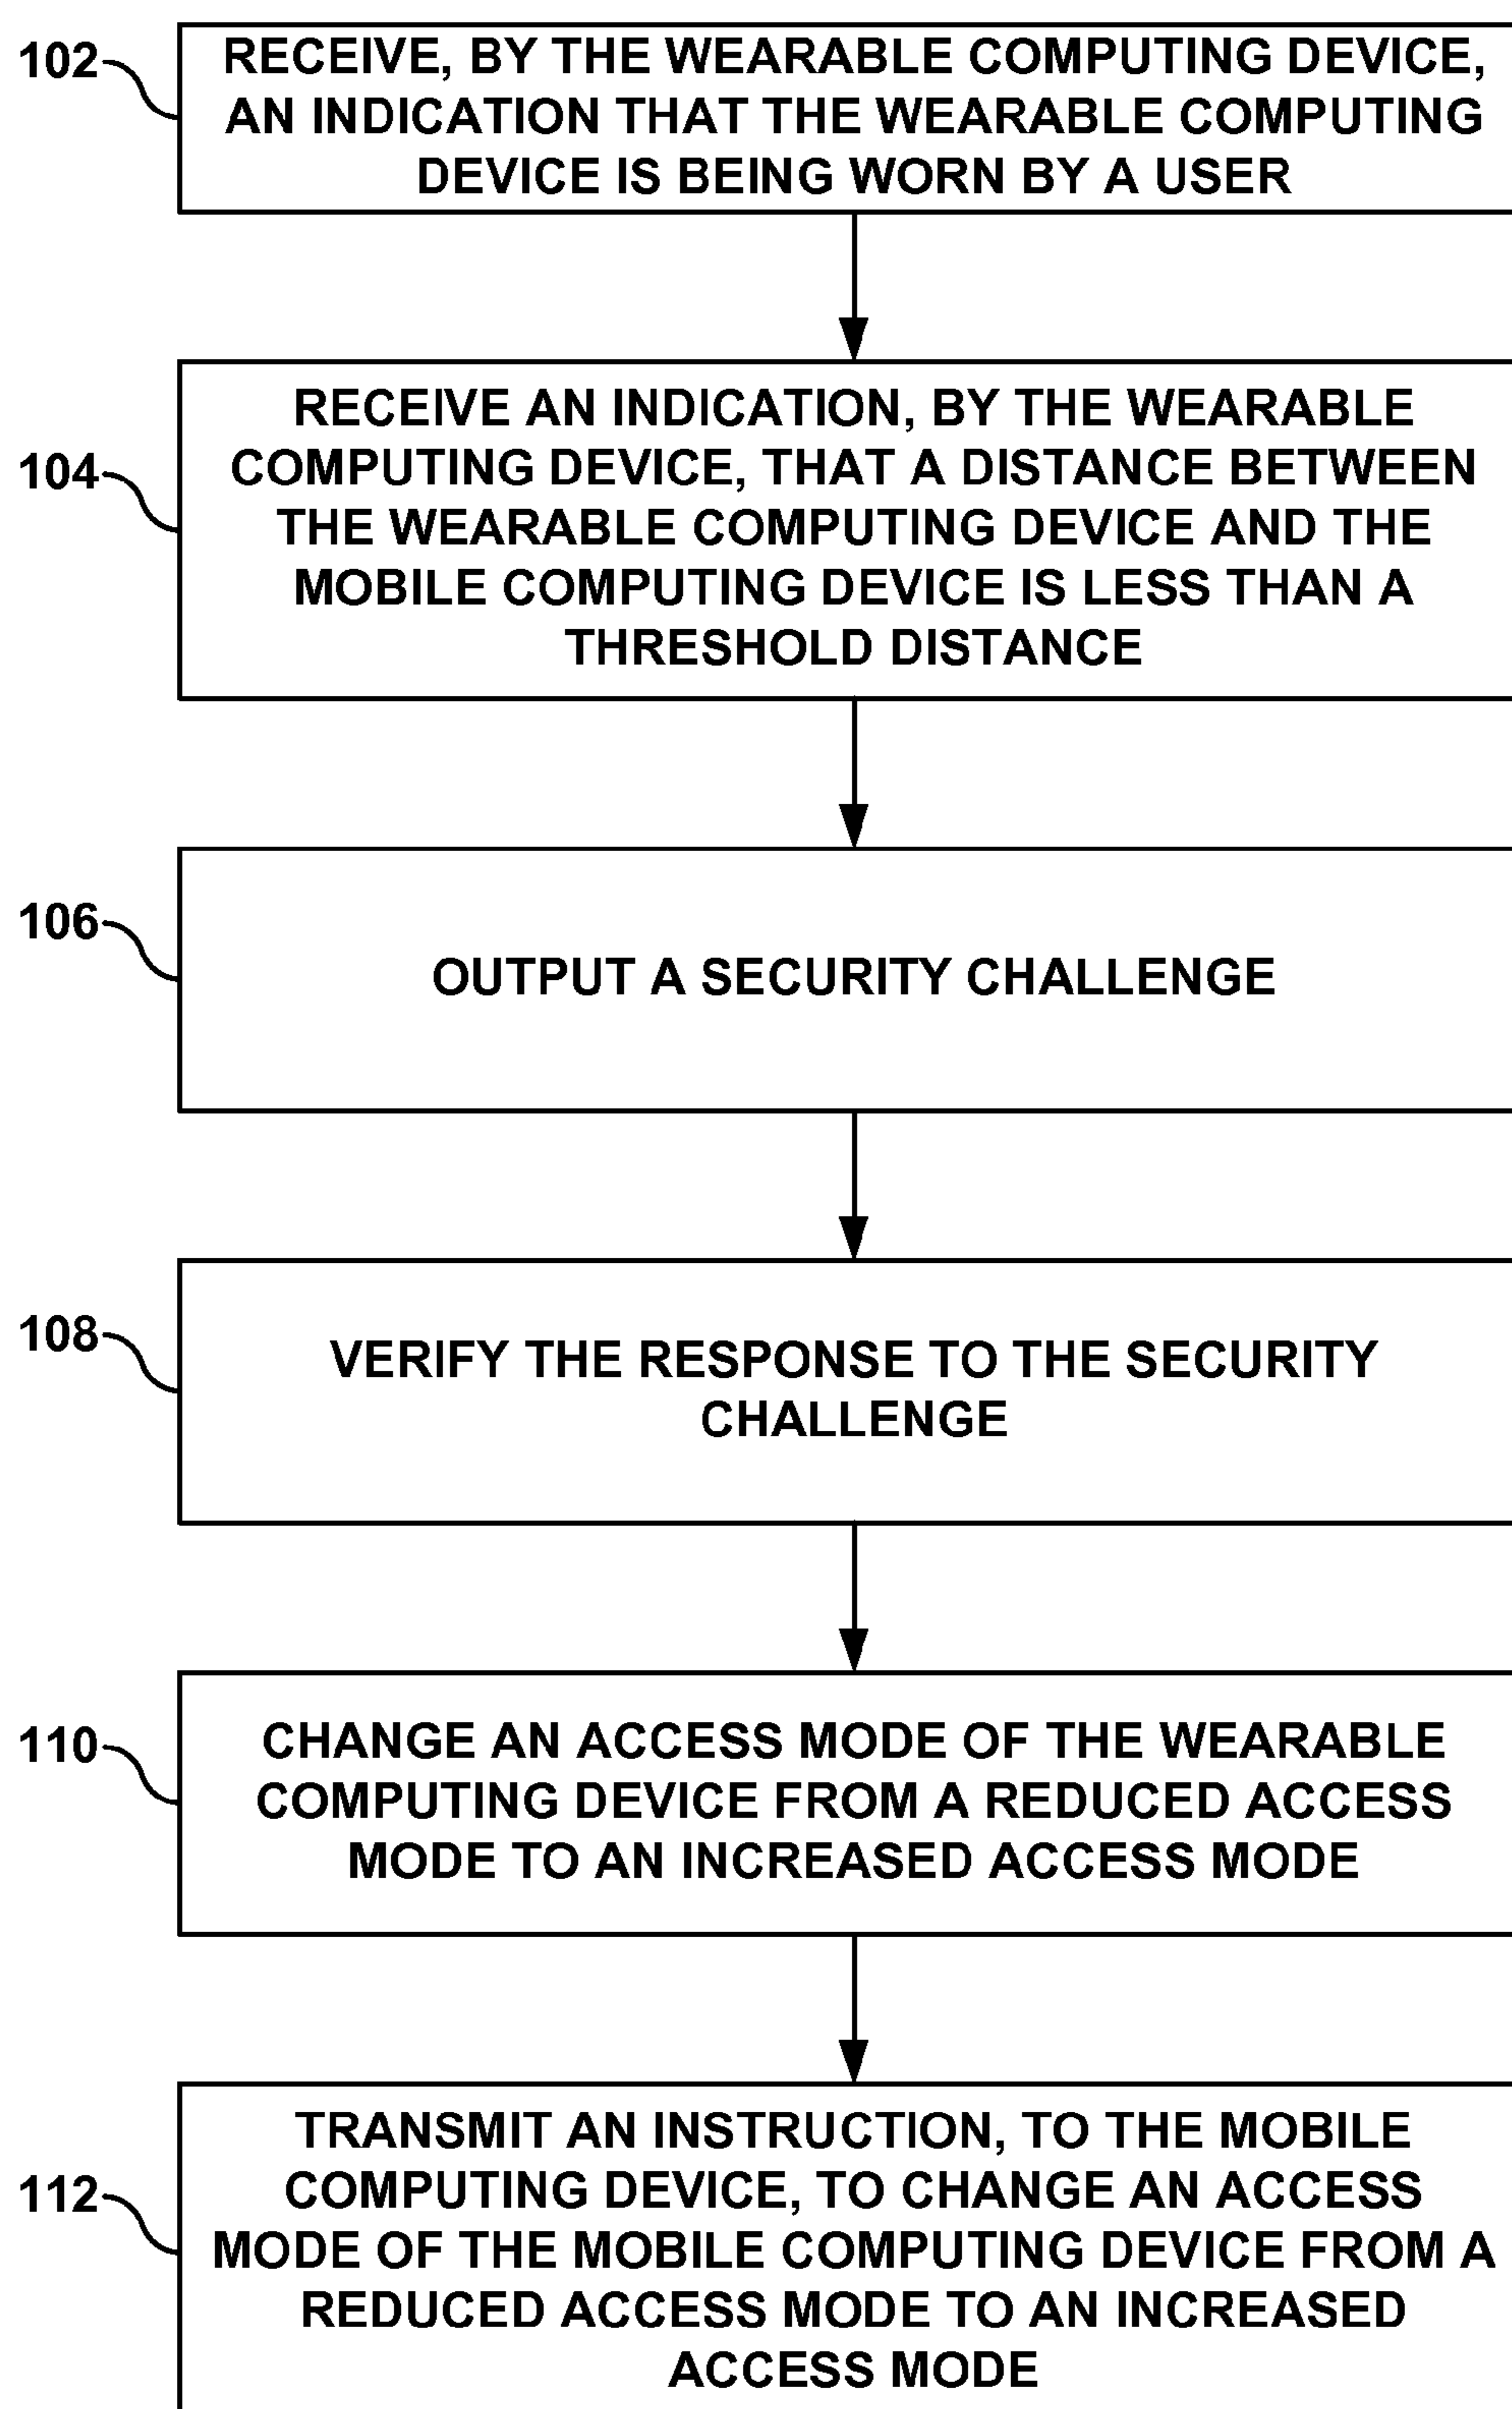 102
RECEIVE, BY THE WEARABLE COMPUTING DEVICE,
AN INDICATION THAT THE WEARABLE COMPUTING
DEVICE IS BEING WORN BY A USER
104
RECEIVE AN INDICATION, BY THE WEARABLE
COMPUTING DEVICE, THAT A DISTANCE BETWEEN
THE WEARABLE COMPUTING DEVICE AND THE
MOBILE COMPUTING DEVICE IS LESS THAN A
THRESHOLD DISTANCE
106
OUTPUT A SECURITY CHALLENGE
108
VERIFY THE RESPONSE TO THE SECURITY
CHALLENGE
110
CHANGE AN ACCESS MODE OF THE WEARABLE
COMPUTING DEVICE FROM A REDUCED ACCESS
MODE TO AN INCREASED ACCESS MODE
112
TRANSMIT AN INSTRUCTION, TO THE MOBILE
COMPUTING DEVICE, TO CHANGE AN ACCESS
MODE OF THE MOBILE COMPUTING DEVICE FROM A
REDUCED ACCESS MODE TO AN INCREASED
ACCESS MODE